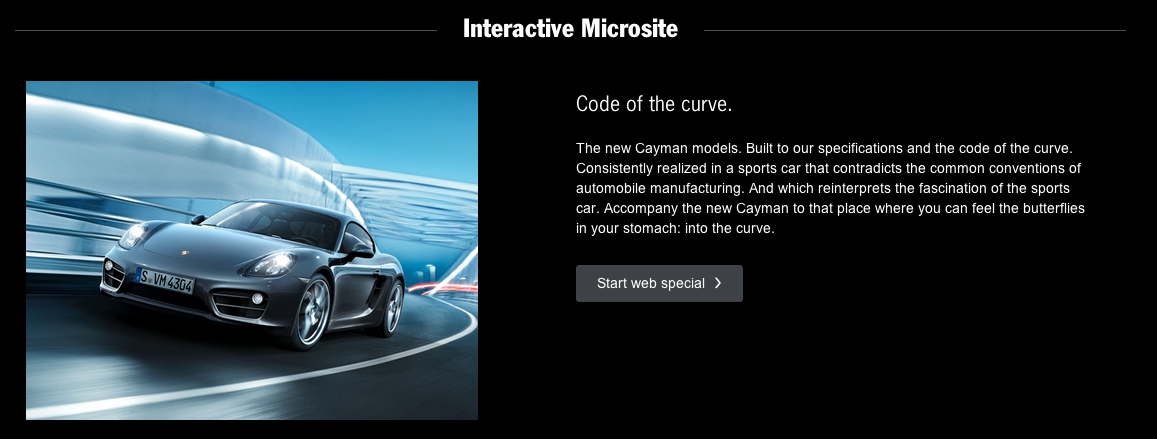 Interactive Microsite
Code of the curve.
The new Cayman models. Built to our specifications and the code of the curve.
Consistently realized in a sports car that contradicts the common conventions of
automobile manufacturing. And which reinterprets the fascination of the sports
car. Accompany the new Cayman to that place where you can feel the butterflies
in your stomach: into the curve.
Start web special
S VM 4304